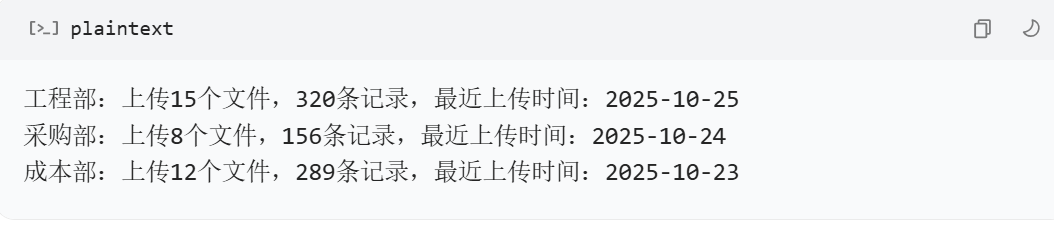 [>_] plaintext
工程部：上传15个文件，320条记录，最近上传时间：2025-10-25
采购部：上传8个文件，156条记录，最近上传时间：2025-10-24
成本部：上传12个文件，289条记录，最近上传时间：2025-10-23